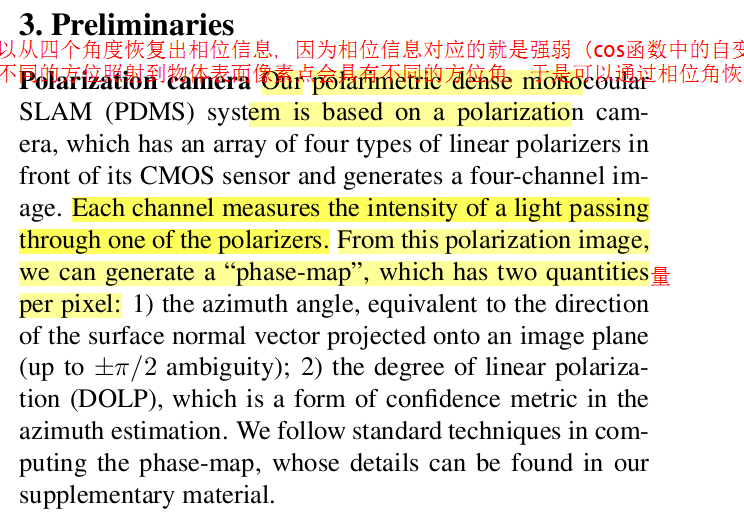 3. Preliminaries
以从四个角度恢复出相位信息，因为相位信息对应的就是强弱（cos函数中的自变
不同的方位照射到物体表面像素点会具有不同的方位角，于是可以通过相位角恢
Polarization camera Our polarimetric dense monocoular
SLAM (PDMS) system is based on a polarization cam-
era, which has an array of four types of linear polarizers in
front of its CMOS sensor and generates a four-channel im-
age. Each channel measures the intensity of a light passing
through one of the polarizers. From this polarization image,
we can generate a “phase-map”, which has two quantities
量
per pixel: 1) the azimuth angle, equivalent to the direction
of the surface normal vector projected onto an image plane
(up to ±π/2 ambiguity); 2) the degree of linear polariza-
tion (DOLP), which is a form of confidence metric in the
azimuth estimation. We follow standard techniques in com-
puting the phase-map, whose details can be found in our
supplementary material.